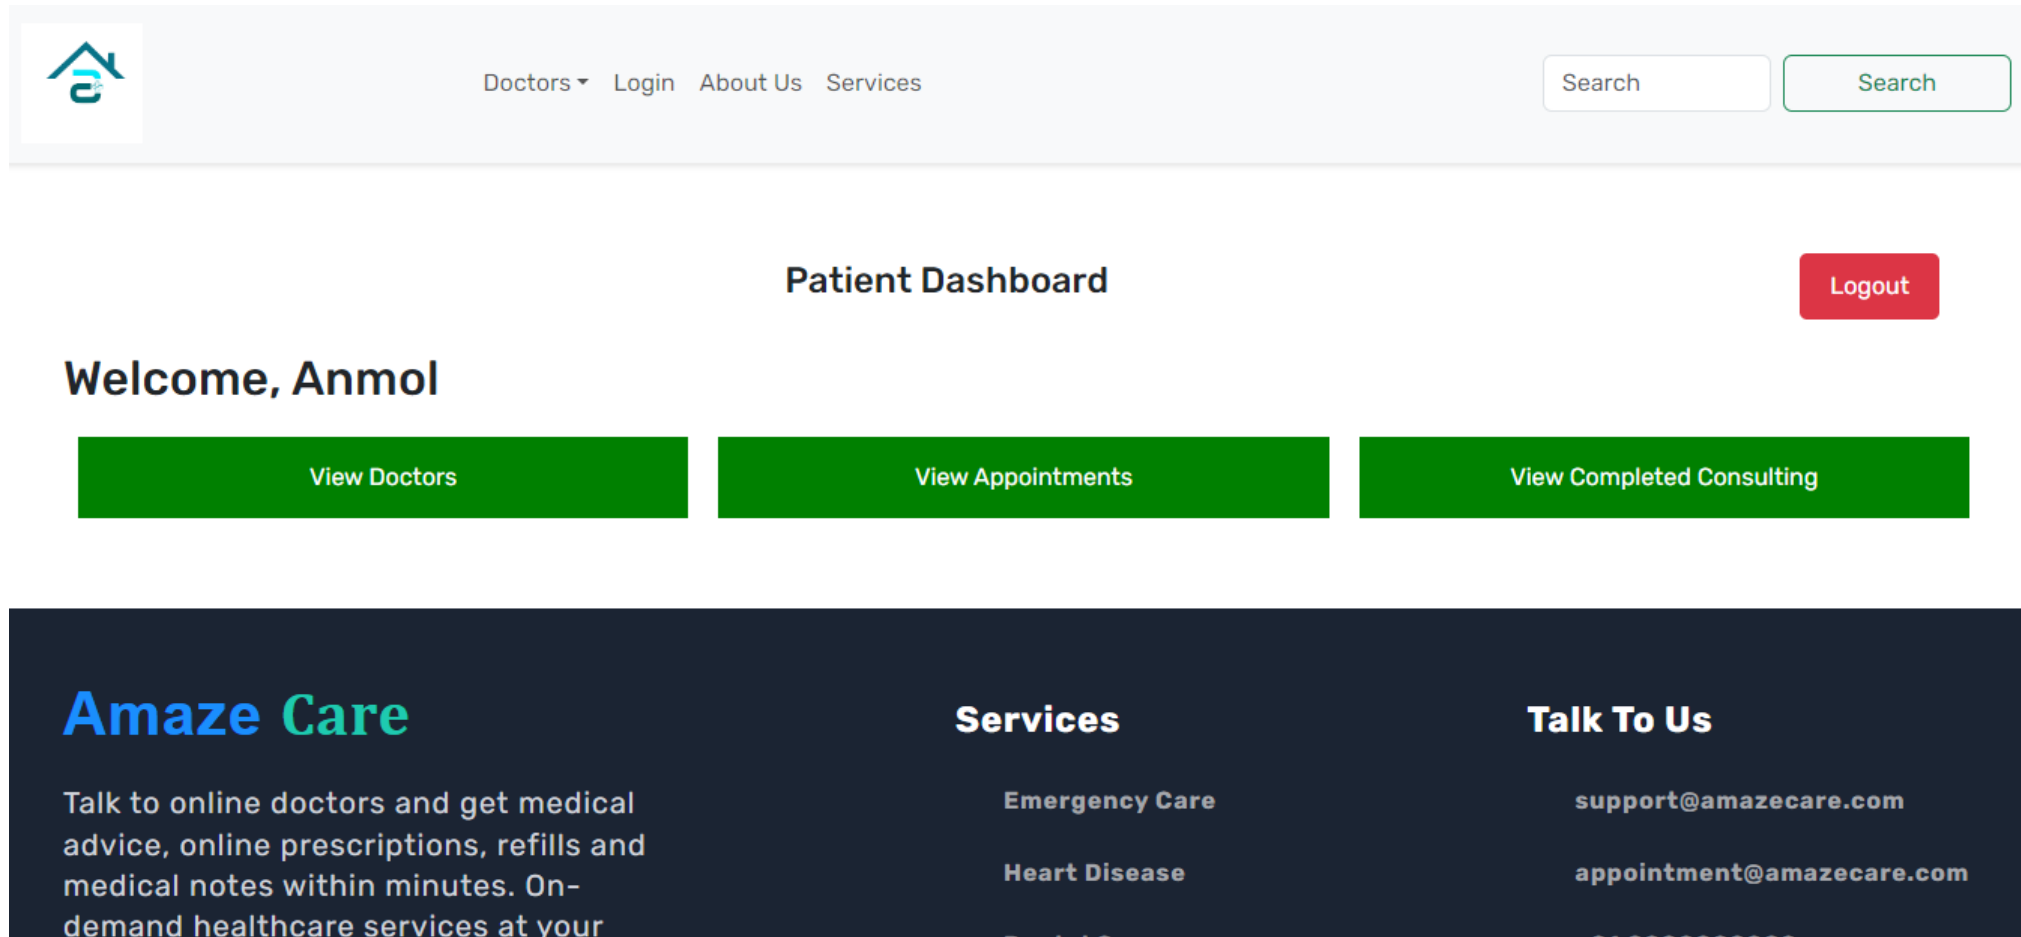 Doctors Login About Us Services Search Search
Patient Dashboard
Logout
Welcome, Anmol
View Doctors
View Appointments
View Completed Consulting
Amaze Care
Talk to online doctors and get medical
advice, online prescriptions, refills and
medical notes within minutes. On-
demand healthcare services at your
Services
Emergency Care
Heart Disease
Talk To Us
support@amazecare.com
appointment@amazecare.com